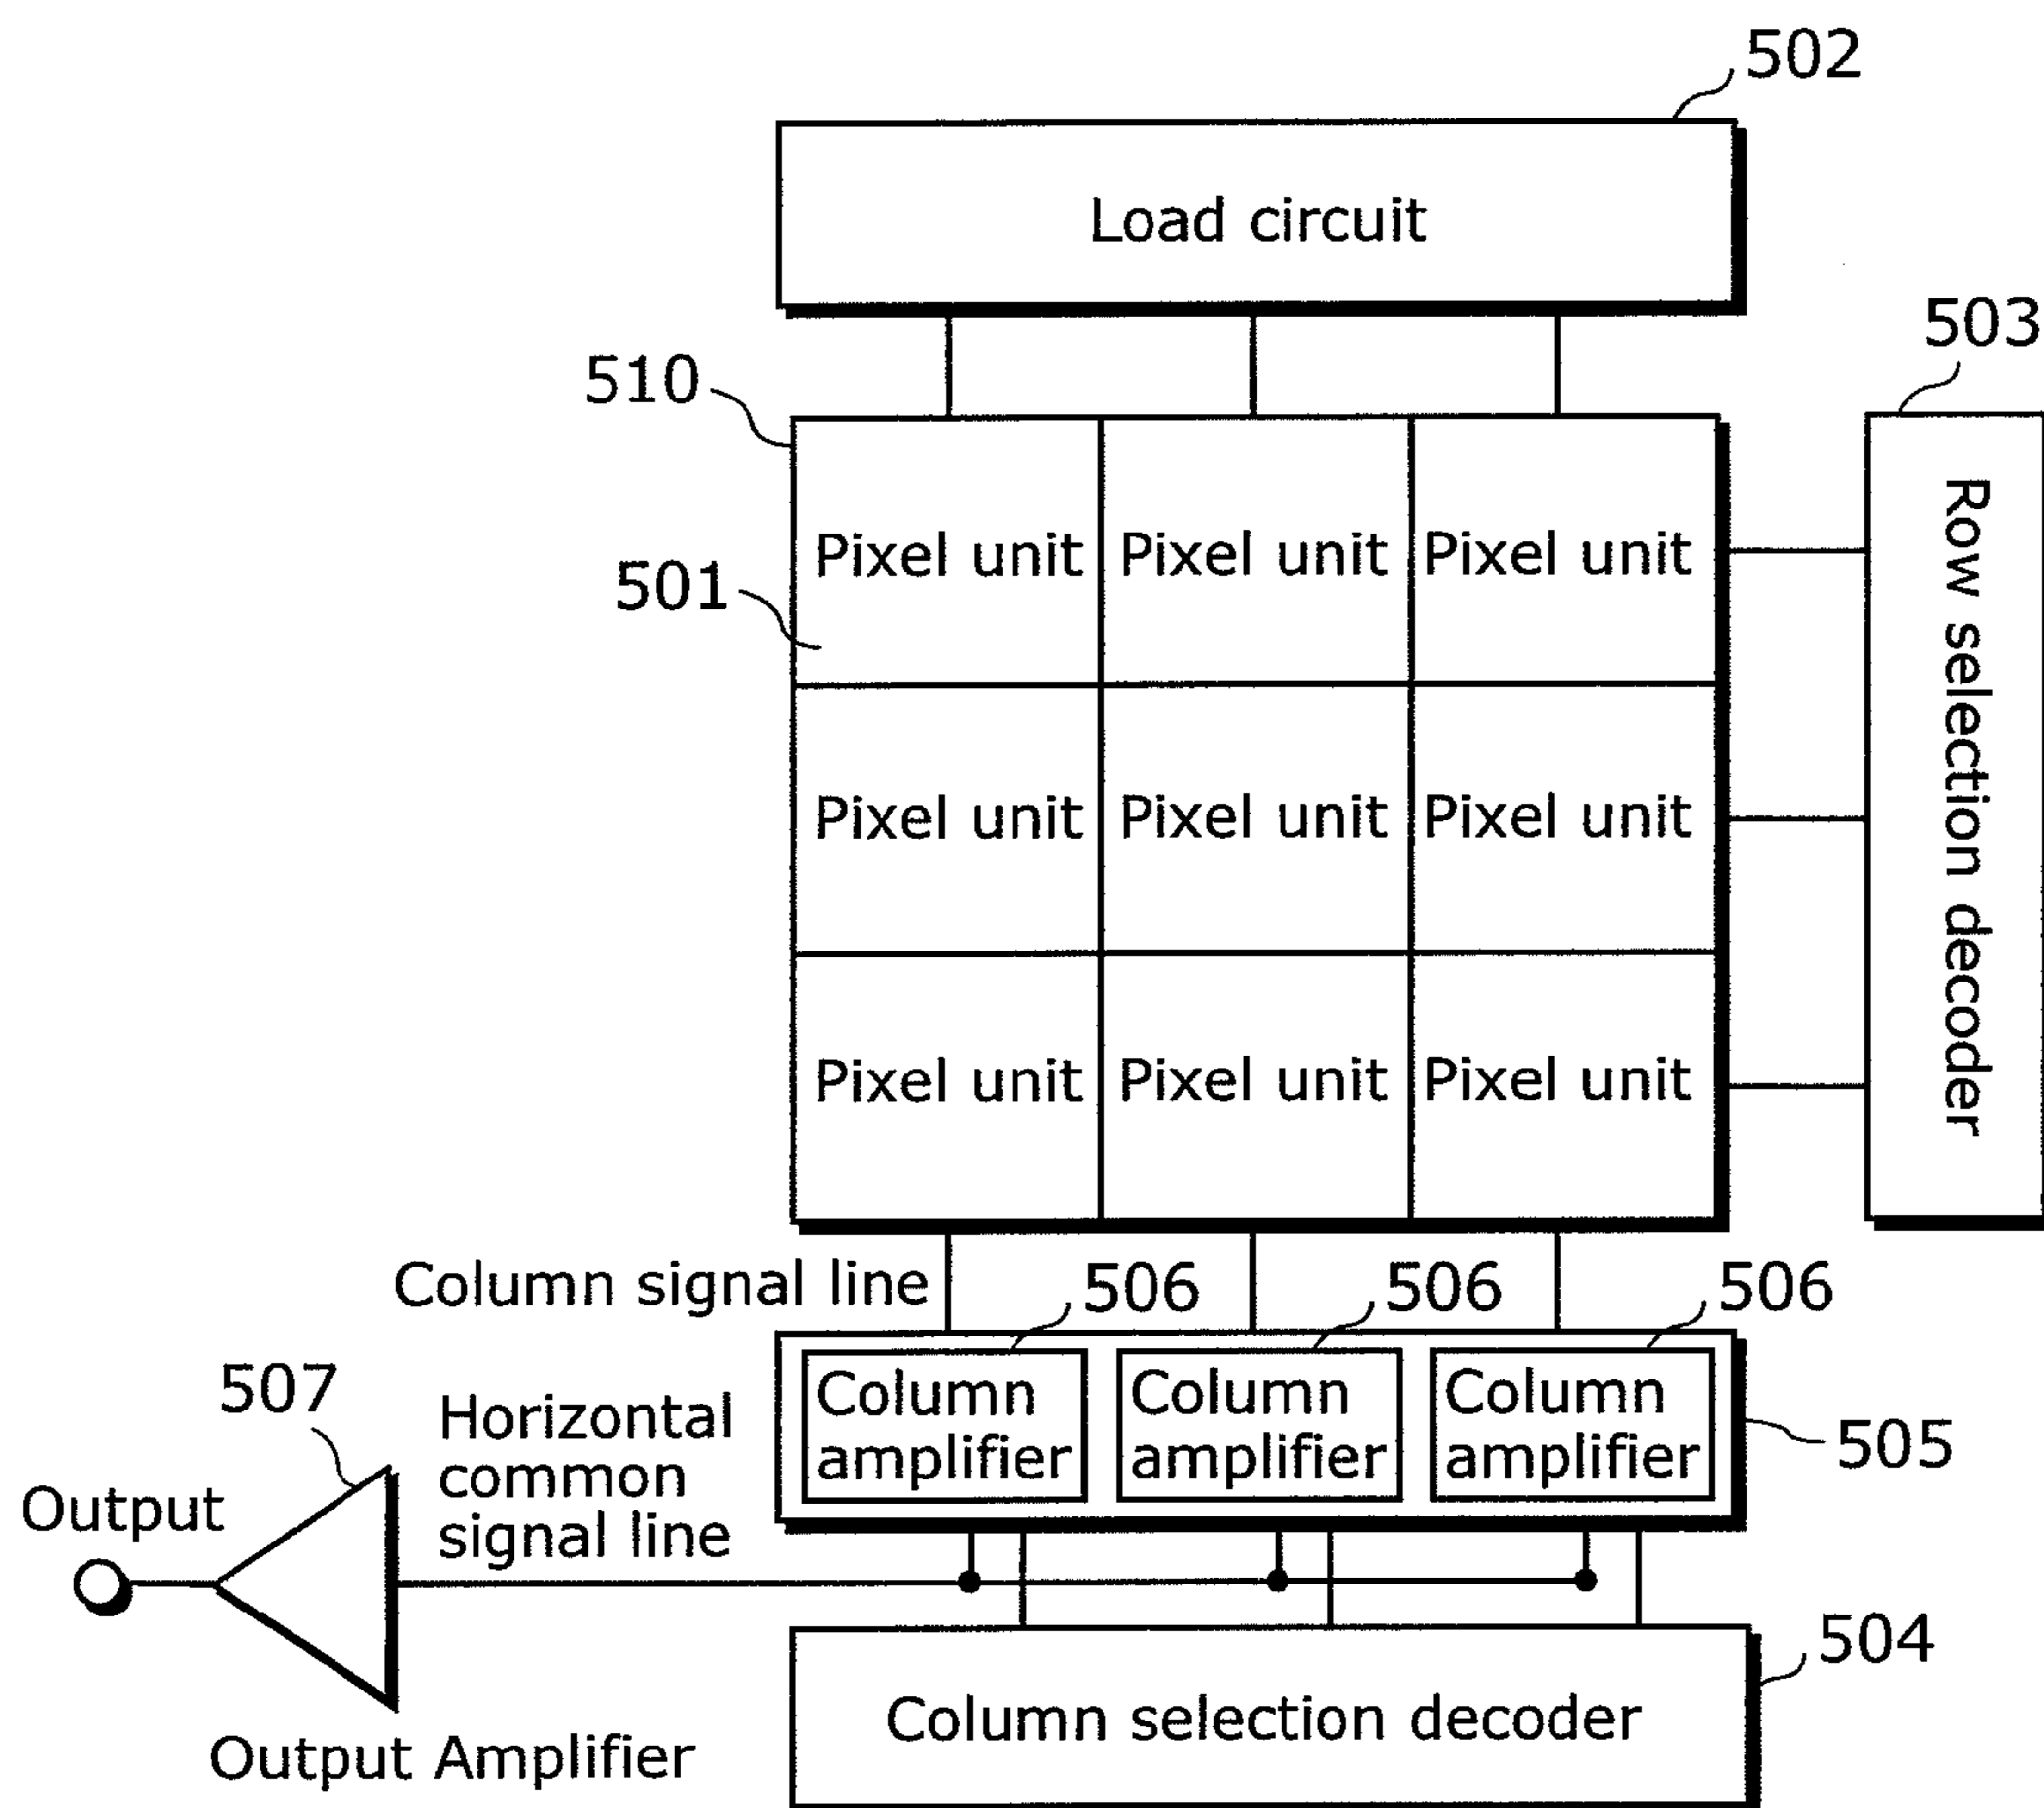 502
Load circuit
503
510
Pixel unit Pixel unit Pixel unit
501
Row selection decoder
Pixel unit Pixel unit Pixel unit
Pixel unit Pixel unit Pixel unit
Column signal line
506 506 506
507
Horizontal
common
signal line
Column
amplifier
Column
amplifier
Column
amplifier
505
Output
504
Column selection decoder
Output Amplifier